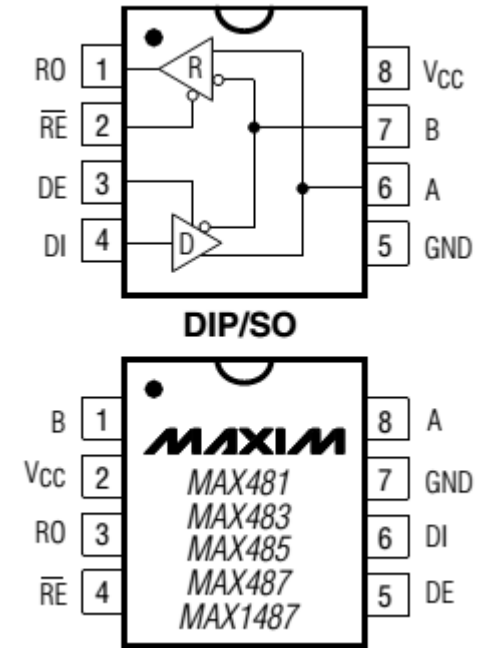 RO 1 R 8 VCC
RE 2 7 B
DE 3 6 A
DI 4 D 5 GND
DIP/SO
B 1 MAXIM 8 A
VCC 2 MAX481 7 GND
MAX483
RO 3 MAX485 6 DI
RE 4 MAX487 5 DE
MAX1487